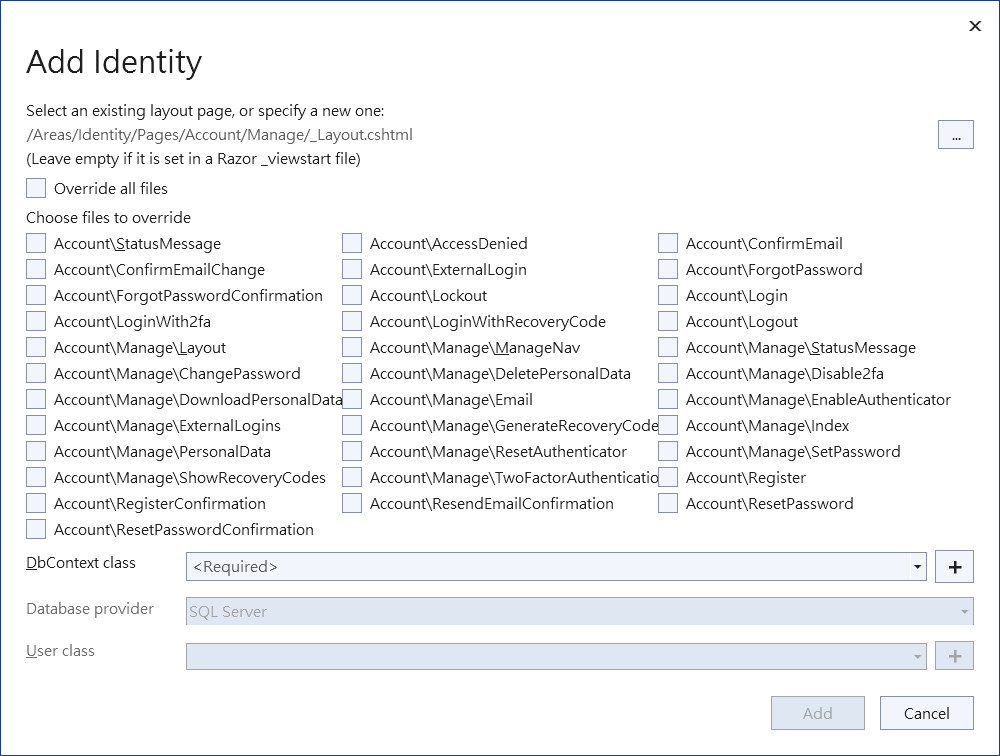 Add Identity
Select an existing layout page, or specify a new one:
/Areas/Identity/Pages/Account/Manage/_Layout.cshtml
...
(Leave empty if it is set in a Razor _viewstart file)
Override all files
Choose files to override
Account\StatusMessage Account\AccessDenied Account\ConfirmEmail
Account\ConfirmEmailChange Account\ExternalLogin Account\ForgotPassword
Account\ForgotPasswordConfirmation Account\Lockout Account\Login
Account\LoginWith2fa Account\LoginWithRecoveryCode Account\Logout
Account\Manage\Layout Account\Manage\ManageNav Account\Manage\StatusMessage
Account\Manage\ChangePassword Account\Manage\DeletePersonalData Account\Manage\Disable2fa
Account\Manage\DownloadPersonalData Account\Manage\Email Account\Manage\EnableAuthenticator
Account\Manage\ExternalLogins Account\Manage\GenerateRecoveryCode Account\Manage\Index
Account\Manage\PersonalData Account\Manage\ResetAuthenticator Account\Manage\SetPassword
Account\Manage\ShowRecoveryCodes Account\Manage\TwoFactorAuthenticatio Account\Register
Account\RegisterConfirmation Account\ResendEmailConfirmation Account\ResetPassword
Account\ResetPasswordConfirmation
DbContext class <Required> +
Database provider SQL Server
User class +
Add Cancel